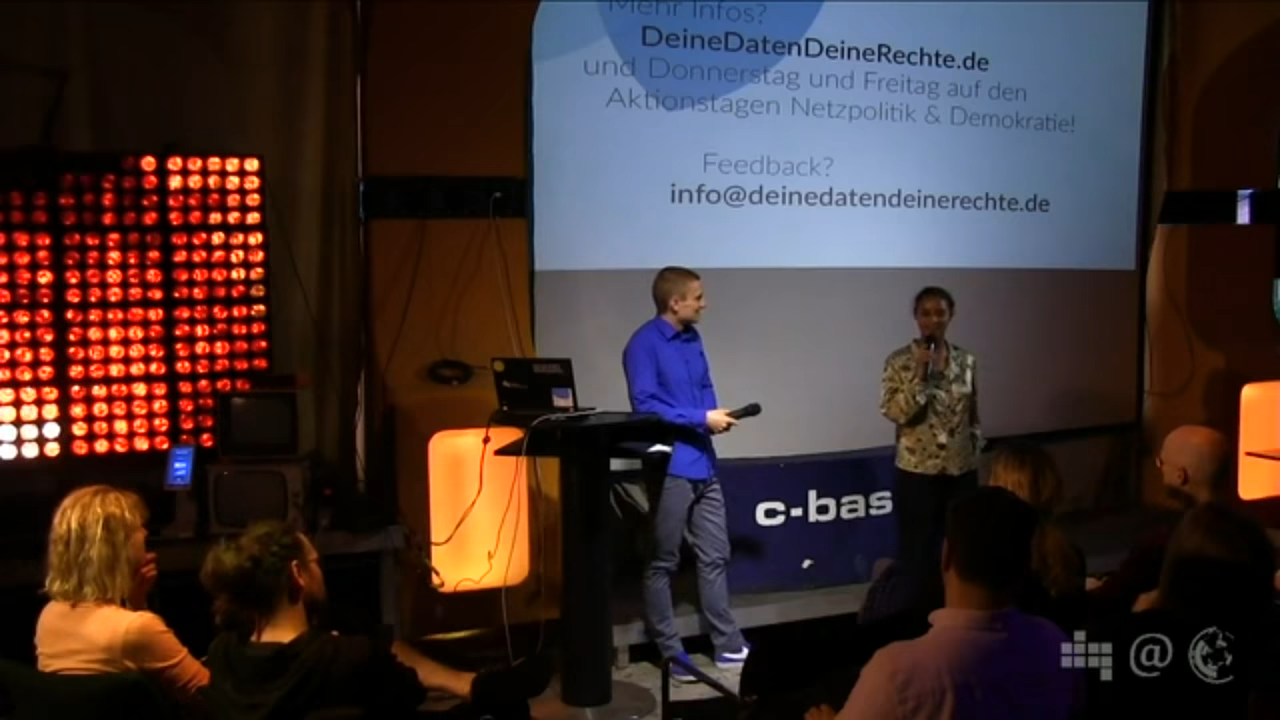 Mehr Infos?
DeineDatenDeineRechte.de
und Donnerstag und Freitag auf den
Aktionstagen Netzpolitik & Demokratie!
Feedback?
info@deinedatendeinerechte.de
c-bas
@